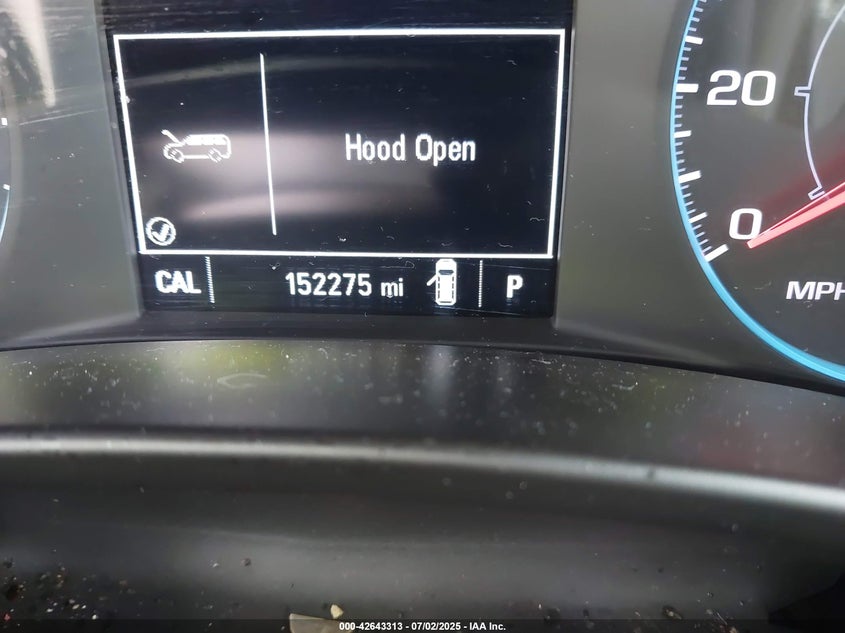 Hood Open
CAL 152275 mi P
20
0
MPH
000-42643313 - 07/02/2025 - IAA Inc.